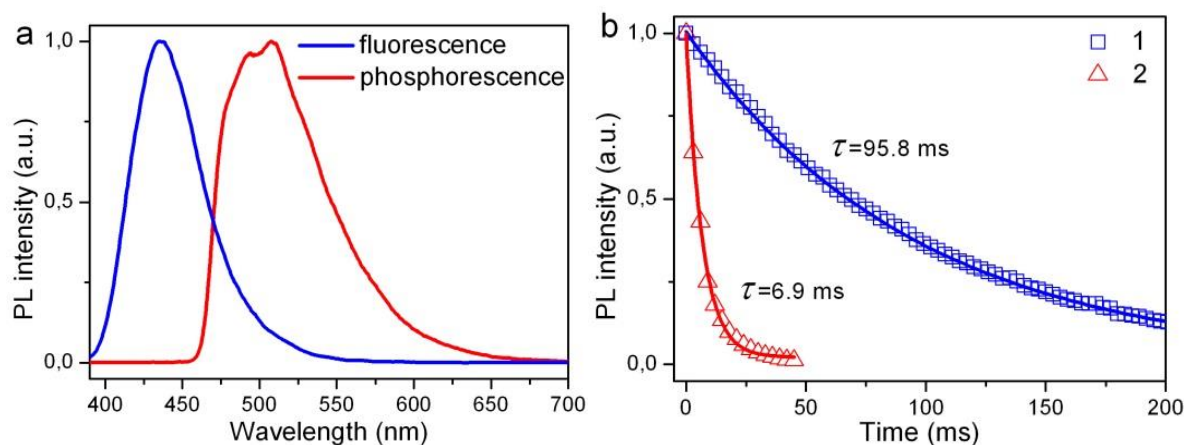 a
fluorescence
phosphorescence
1,0
0,5
0,0
PL intensity (a.u.)
400 450 500 550 600 650 700
Wavelength (nm)
b
1
2
τ=95.8 ms
τ=6.9 ms
1,0
0,5
0,0
PL intensity (a.u.)
0 50 100 150 200
Time (ms)